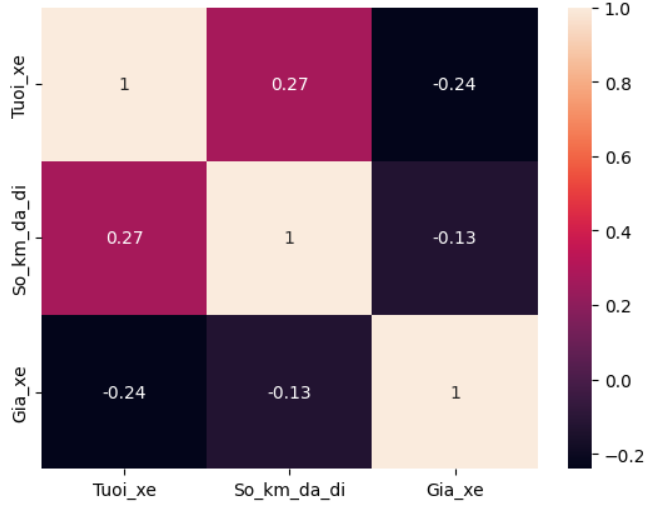 Tuoi_xe
1
0.27
-0.24
So_km_da_di
0.27
1
-0.13
Gia_xe
-0.24
-0.13
1
Tuoi_xe
So_km_da_di
Gia_xe
1.0
0.8
0.6
0.4
0.2
0.0
−0.2